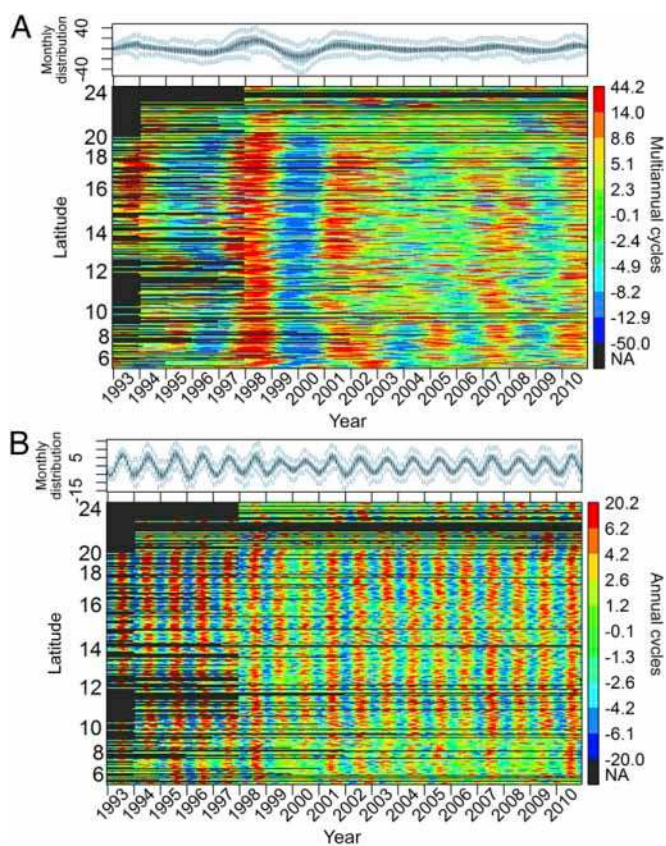 A
Monthly
distribution
40
-40
24
20
18
16
14
12
10
8
6
Latitude
44.2
14.0
8.6
5.1
2.3
-0.1
-2.4
-4.9
-8.2
-12.9
-50.0
NA
Multiannual cycles
1993 1994 1995 1996 1997 1998 1999 2000 2001 2002 2003 2004 2005 2006 2007 2008 2009 2010
Year
B
Monthly
distribution
5
-15
24
20
18
16
14
12
10
8
6
Latitude
20.2
6.2
4.2
2.6
1.2
-0.1
-1.3
-2.6
-4.2
-6.1
-20.0
NA
Annual cycles
1993 1994 1995 1996 1997 1998 1999 2000 2001 2002 2003 2004 2005 2006 2007 2008 2009 2010
Year